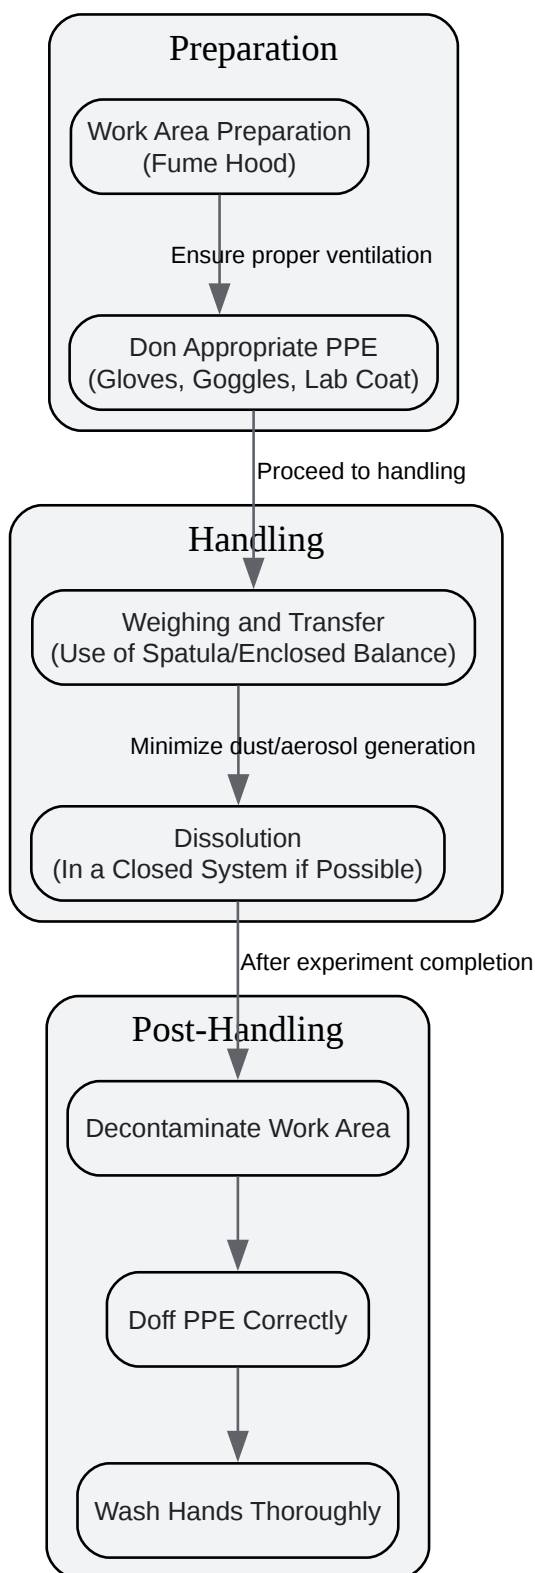 Preparation
Work Area Preparation
(Fume Hood)
Ensure proper ventilation
Don Appropriate PPE
(Gloves, Goggles, Lab Coat)
Proceed to handling
Handling
Weighing and Transfer
(Use of Spatula/Enclosed Balance)
Minimize dust/aerosol generation
Dissolution
(In a Closed System if Possible)
After experiment completion
Post-Handling
Decontaminate Work Area
Doff PPE Correctly
Wash Hands Thoroughly